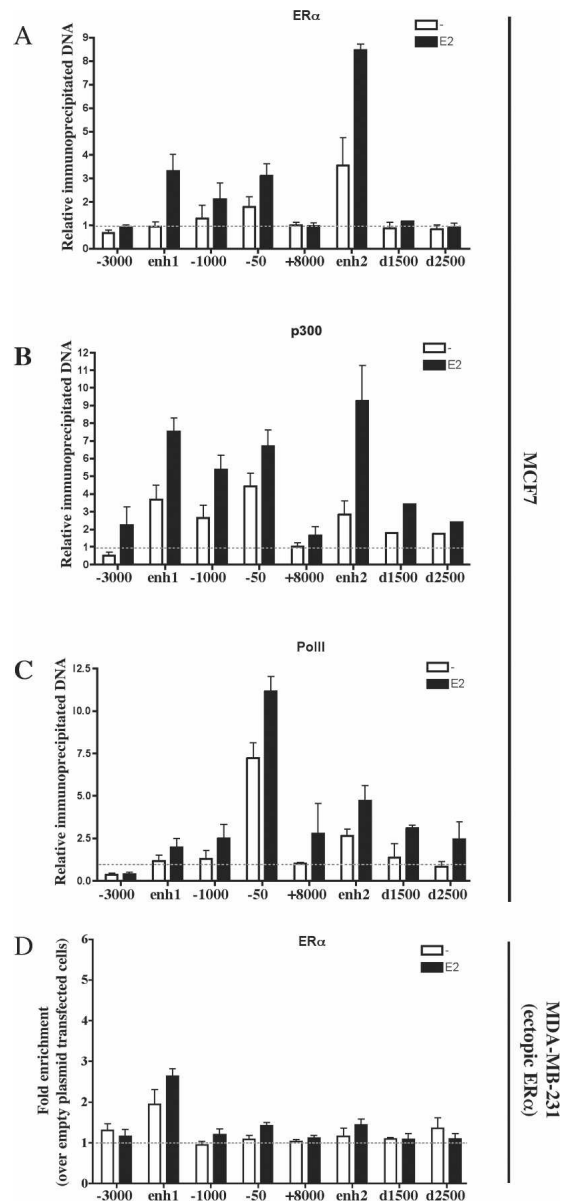 A
ERα
-
E2
Relative immunoprecipitated DNA
9
8
7
6
5
4
3
2
1
0
-3000 enh1 -1000 -50 +8000 enh2 d1500 d2500
B
p300
-
E2
Relative immunoprecipitated DNA
12
11
10
9
8
7
6
5
4
3
2
1
0
-3000 enh1 -1000 -50 +8000 enh2 d1500 d2500
MCF7
C
PolII
-
E2
Relative immunoprecipitated DNA
12.5
7.5
2.5
0.0
-3000 enh1 -1000 -50 +8000 enh2 d1500 d2500
D
ERα
-
E2
Fold enrichment
(over empty plasmid transfected cells)
6
5
4
3
2
1
0
-3000 enh1 -1000 -50 +8000 enh2 d1500 d2500
MDA-MB-231
(ectopic ERα)